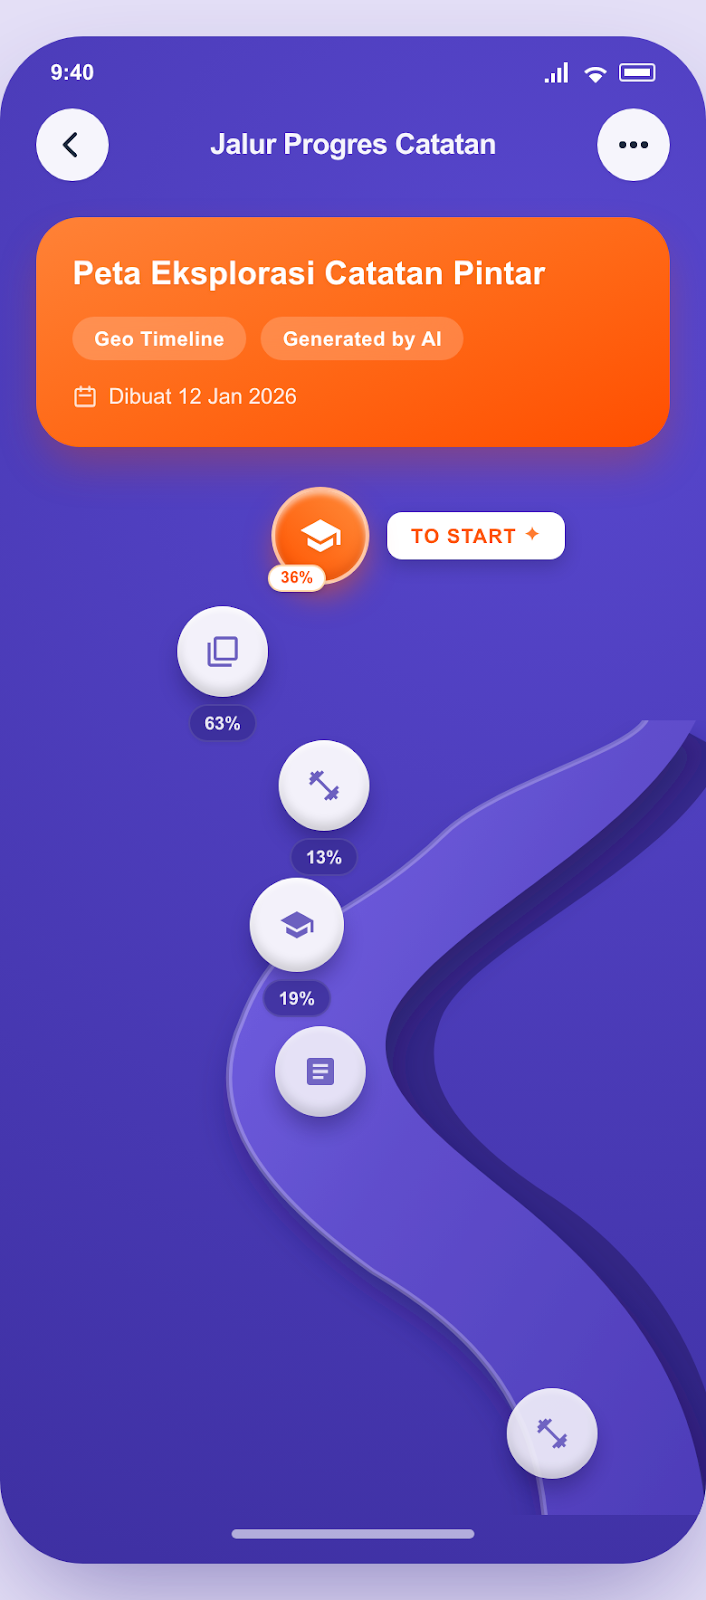 9:40
Jalur Progres Catatan
Peta Eksplorasi Catatan Pintar
Geo Timeline
Generated by AI
Dibuat 12 Jan 2026
TO START
36%
63%
13%
19%